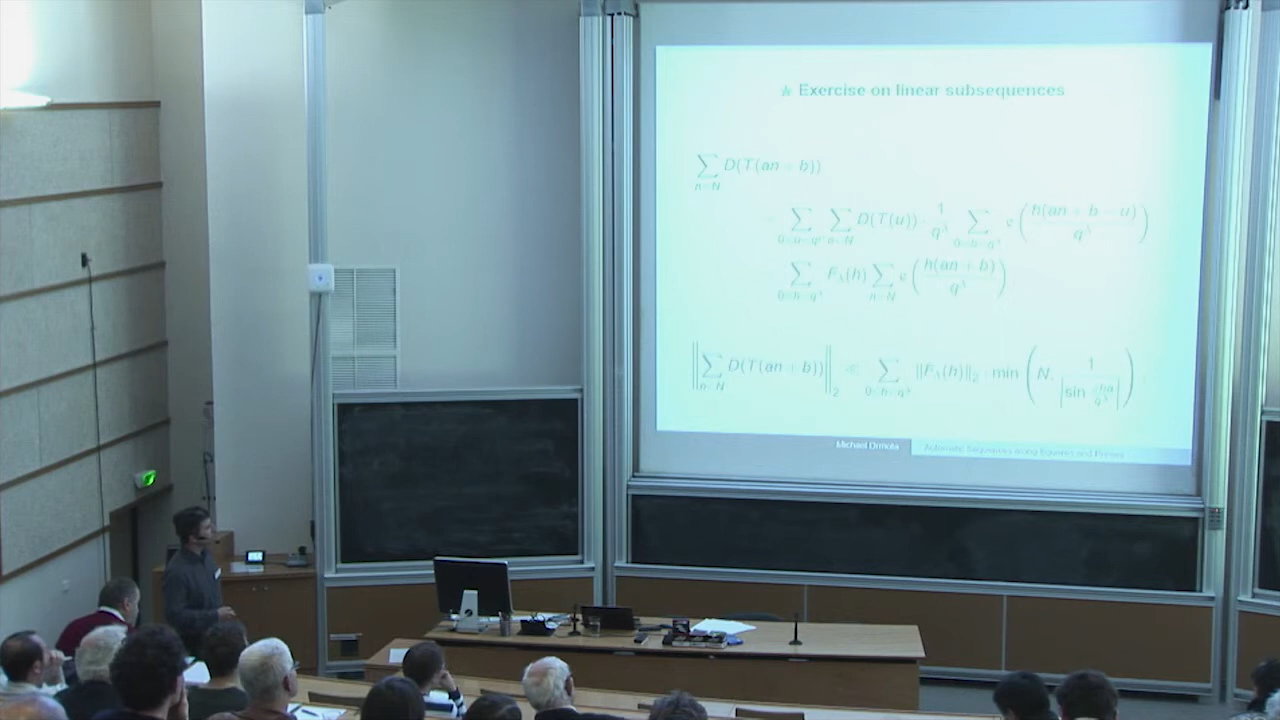 * Exercise on linear subsequences
∑ D(T(an + b))
n<N
= ∑ ∑ D(T(u)) · 1/q^λ ∑ e( h(an + b − u) / q^λ )
0≤u<q^λ n<N 0≤h<q^λ
∑ F_λ(h) ∑ e( h(an + b) / q^λ )
0≤h<q^λ n<N
‖ ∑ D(T(an + b)) ‖₂ ≪ ∑ ‖F_λ(h)‖₂ · min ( N, 1 / |sin πha/q^λ| )
n<N 0≤h<q^λ
Michael Drmota Automatic Sequences along Squares and Primes